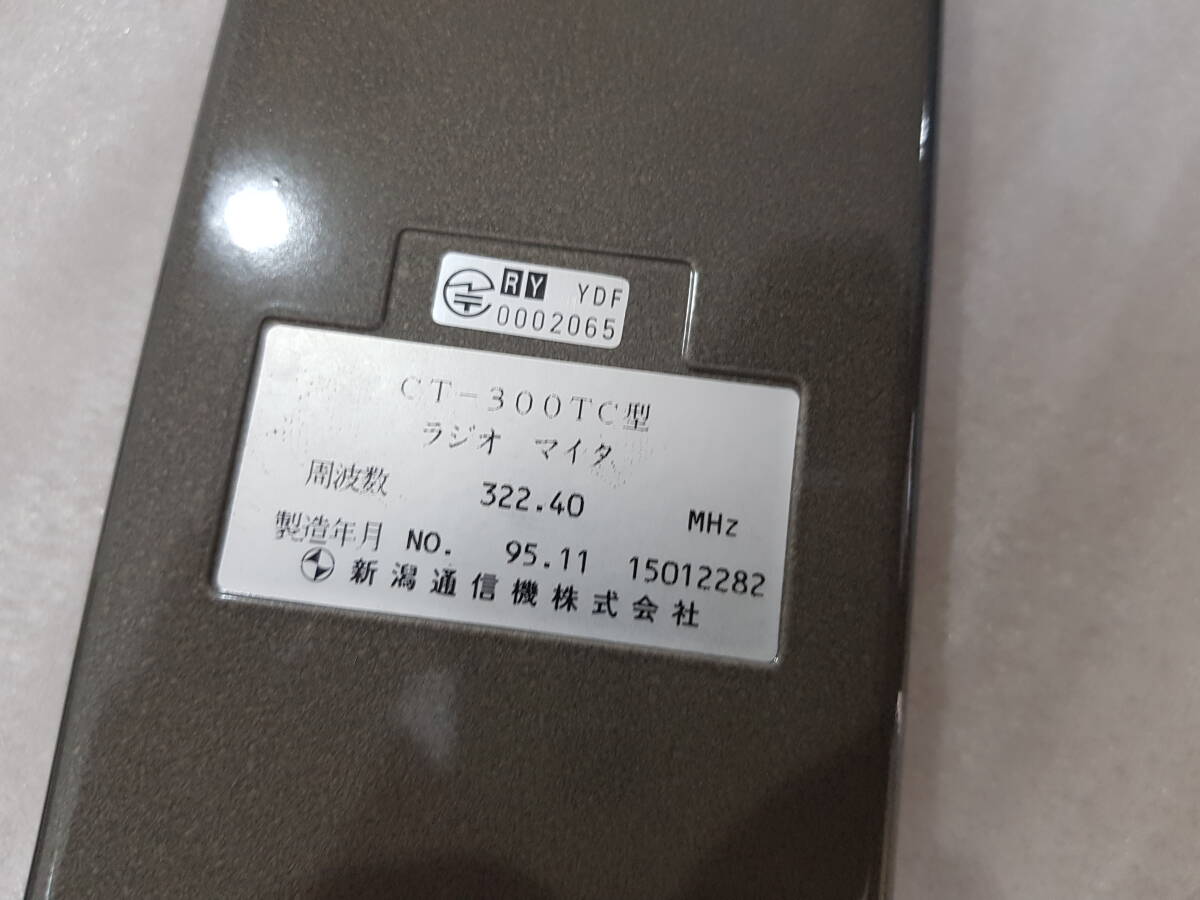 RY YDF
0002065
CT-300TC型
ラジオ マイタ
周波数 322.40 MHz
製造年月 NO. 95.11 15012282
新潟通信機株式会社